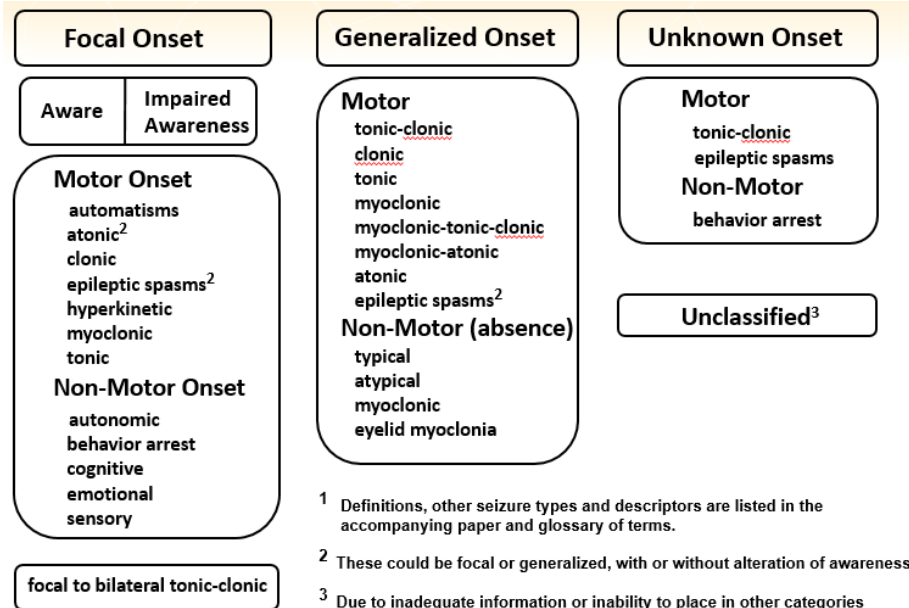 Focal Onset
Aware
Impaired
Awareness
Motor Onset
automatisms
atonic²
clonic
epileptic spasms²
hyperkinetic
myoclonic
tonic
Non-Motor Onset
autonomic
behavior arrest
cognitive
emotional
sensory
focal to bilateral tonic-clonic
Generalized Onset
Motor
tonic-clonic
clonic
tonic
myoclonic
myoclonic-tonic-clonic
myoclonic-atonic
atonic
epileptic spasms²
Non-Motor (absence)
typical
atypical
myoclonic
eyelid myoclonia
Unknown Onset
Motor
tonic-clonic
epileptic spasms
Non-Motor
behavior arrest
Unclassified³
¹ Definitions, other seizure types and descriptors are listed in the
accompanying paper and glossary of terms.
² These could be focal or generalized, with or without alteration of awareness
³ Due to inadequate information or inability to place in other categories